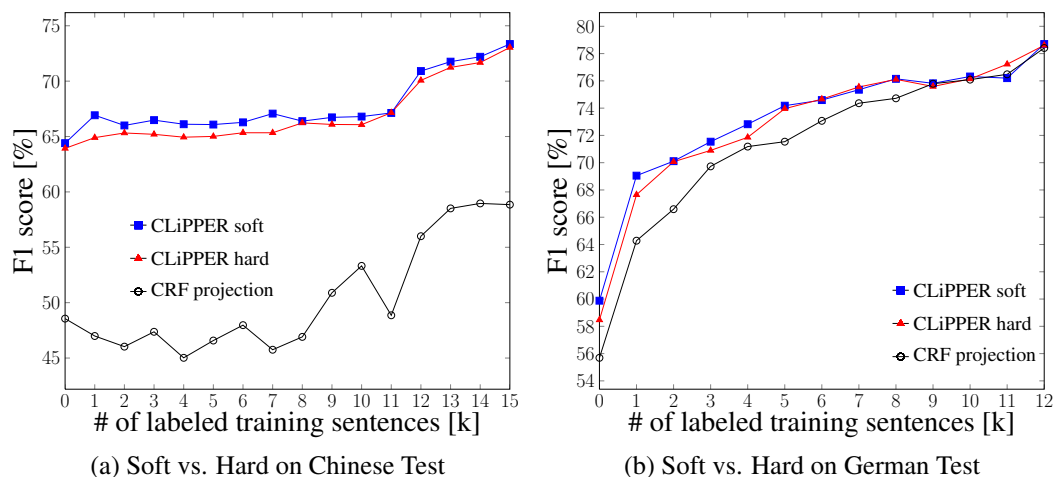 75
70
65
60
55
50
45
F1 score [%]
CLiPPER soft
CLiPPER hard
CRF projection
0 1 2 3 4 5 6 7 8 9 10 11 12 13 14 15
# of labeled training sentences [k]
(a) Soft vs. Hard on Chinese Test
80
78
76
74
72
70
68
66
64
62
60
58
56
54
F1 score [%]
CLiPPER soft
CLiPPER hard
CRF projection
0 1 2 3 4 5 6 7 8 9 10 11 12
# of labeled training sentences [k]
(b) Soft vs. Hard on German Test